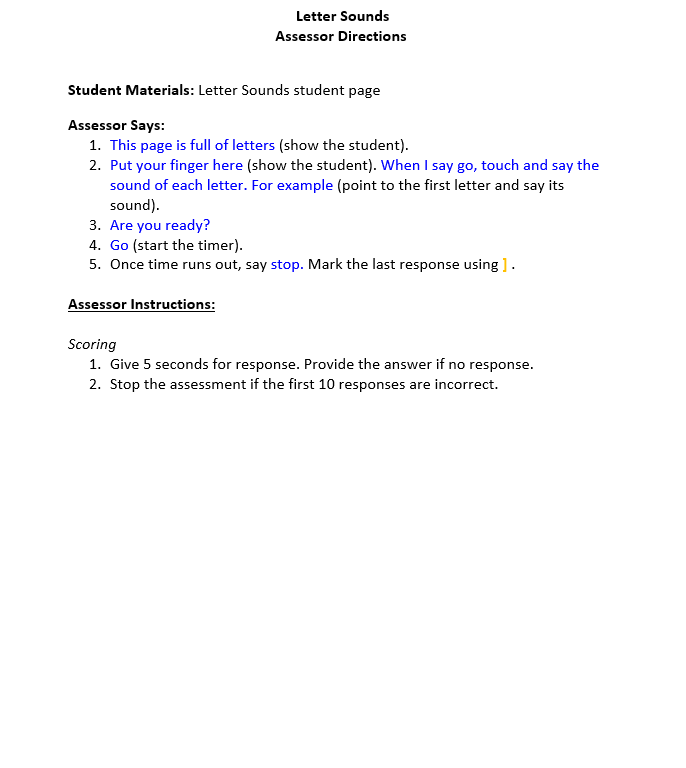 Letter Sounds
Assessor Directions
Student Materials: Letter Sounds student page
Assessor Says:
1. This page is full of letters (show the student).
2. Put your finger here (show the student). When I say go, touch and say the
sound of each letter. For example (point to the first letter and say its
sound).
3. Are you ready?
4. Go (start the timer).
5. Once time runs out, say stop. Mark the last response using ] .
Assessor Instructions:
Scoring
1. Give 5 seconds for response. Provide the answer if no response.
2. Stop the assessment if the first 10 responses are incorrect.